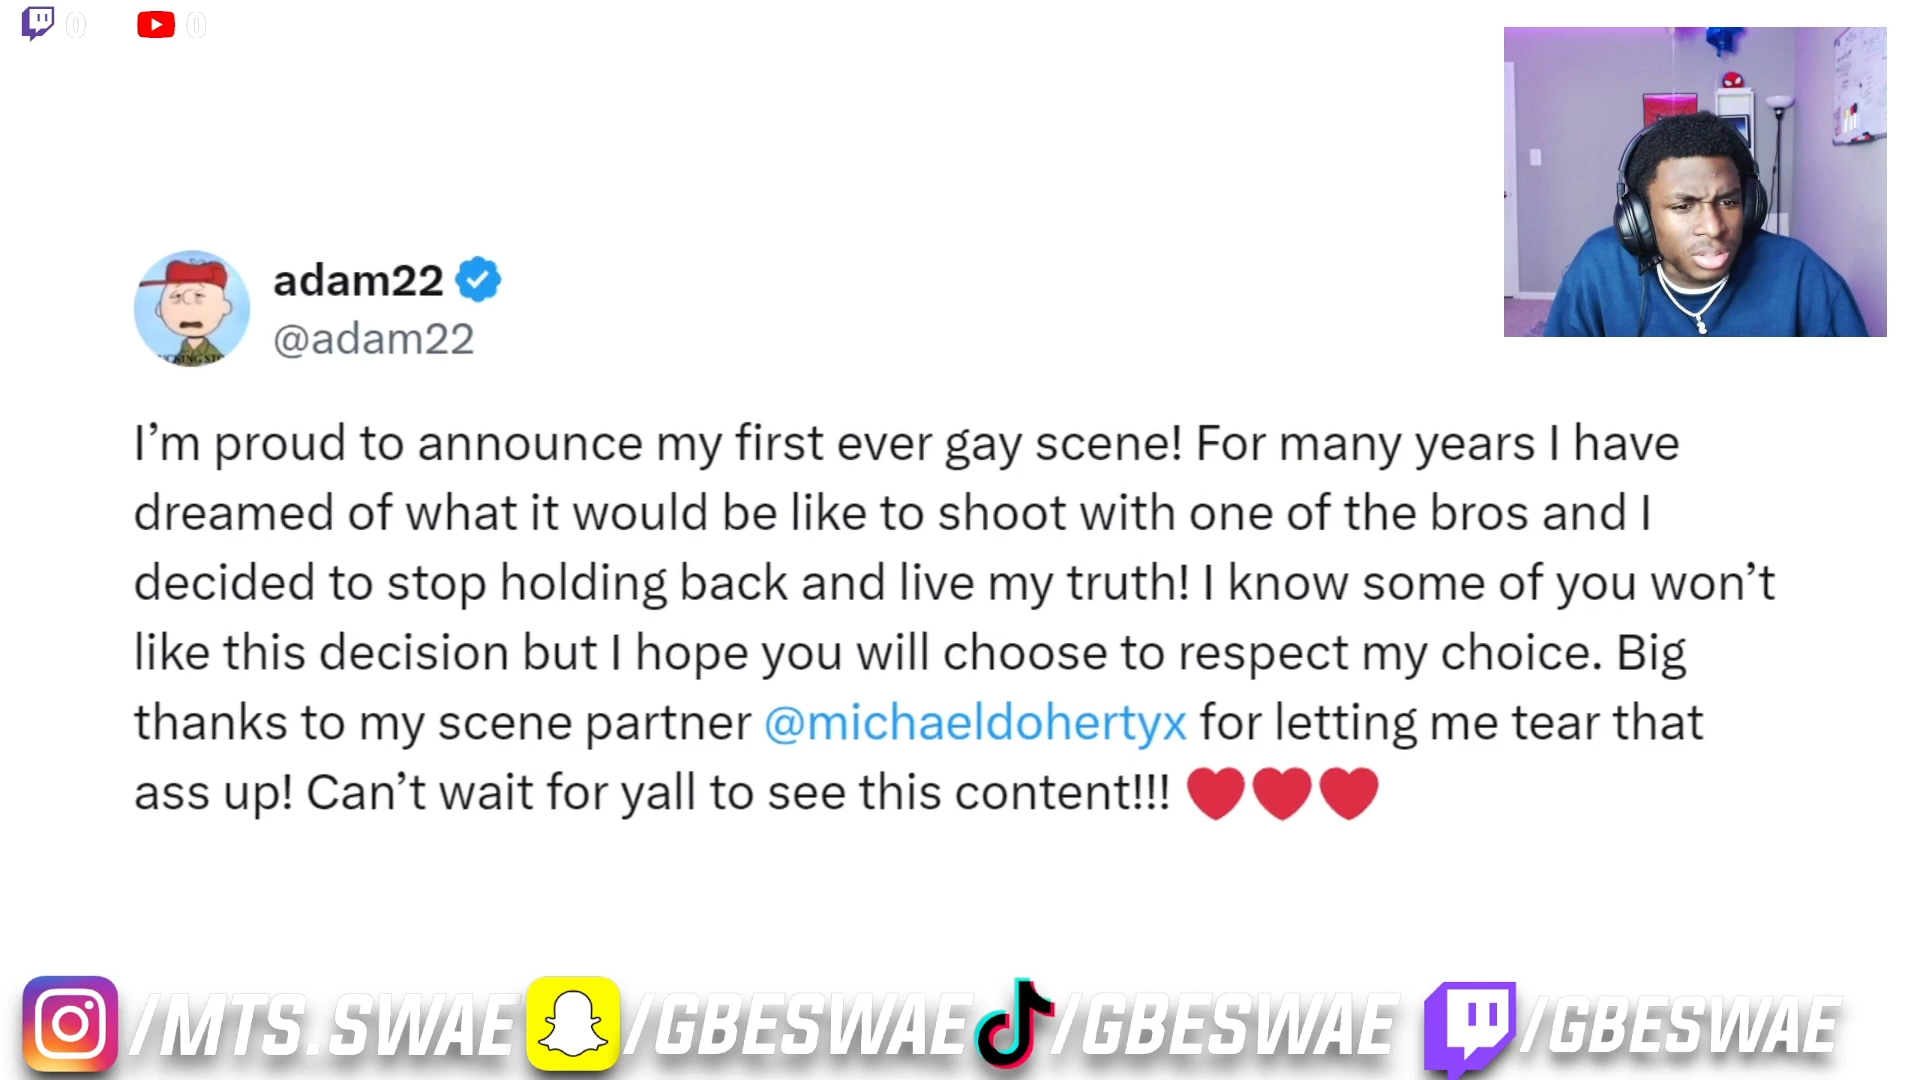 0 0
adam22
@adam22
I’m proud to announce my first ever gay scene! For many years I have
dreamed of what it would be like to shoot with one of the bros and I
decided to stop holding back and live my truth! I know some of you won’t
like this decision but I hope you will choose to respect my choice. Big
thanks to my scene partner @michaeldohertyx for letting me tear that
ass up! Can’t wait for yall to see this content!!! ❤️❤️❤️
/MTS.SWAE /GBESWAE /GBESWAE /GBESWAE